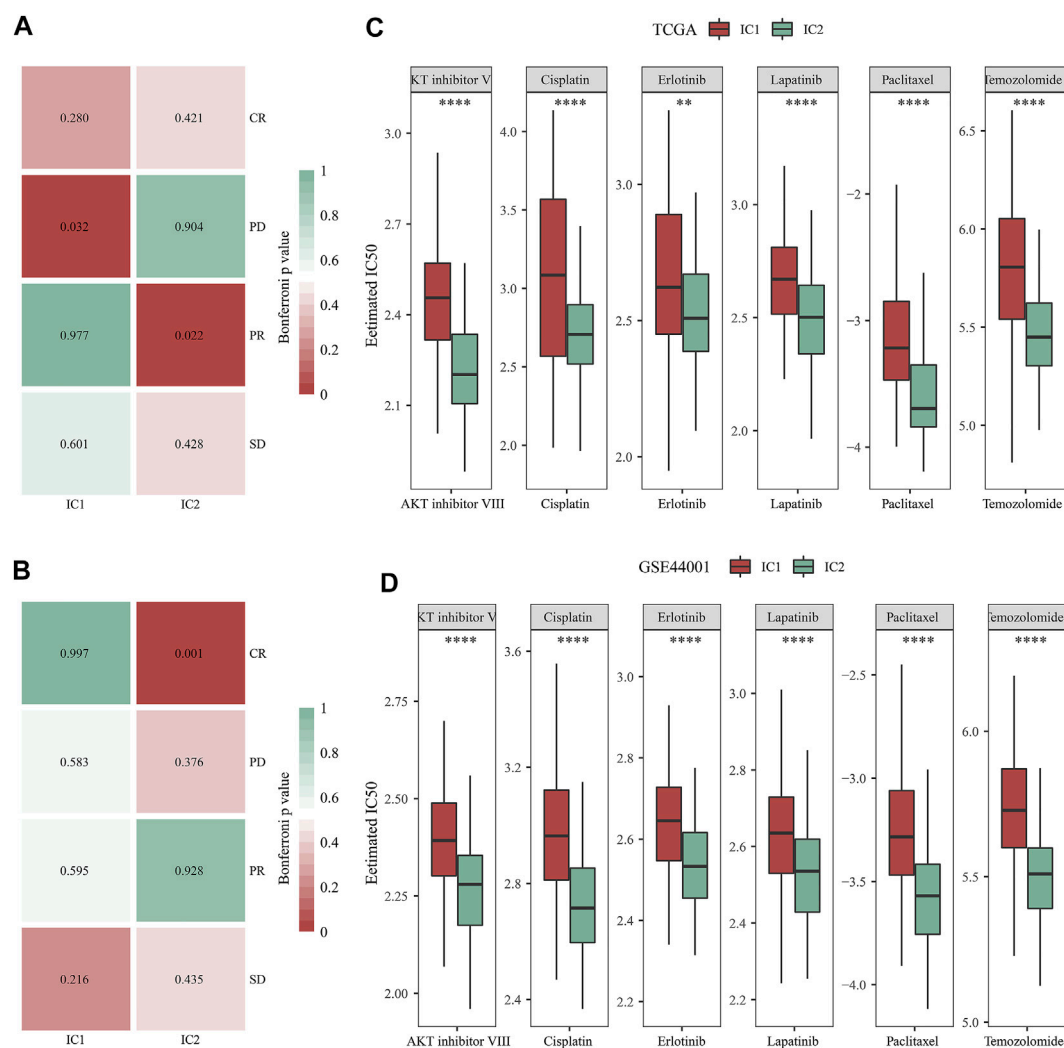 A
0.280 0.421 CR
0.032 0.904 PD
0.977 0.022 PR
0.601 0.428 SD
IC1 IC2
Bonferroni p value
1
0.8
0.6
0.4
0.2
0
C
TCGA IC1 IC2
KT inhibitor V Cisplatin Erlotinib Lapatinib Paclitaxel Temozolomide
**** **** ** **** **** ****
Eetimated IC50
3.0
2.7
2.4
2.1
4.0
3.5
3.0
2.5
2.0
3.0
2.5
2.0
3.0
2.5
2.0
−2
−3
−4
6.5
6.0
5.5
5.0
AKT inhibitor VIII Cisplatin Erlotinib Lapatinib Paclitaxel Temozolomide
B
0.997 0.001 CR
0.583 0.376 PD
0.595 0.928 PR
0.216 0.435 SD
IC1 IC2
Bonferroni p value
1
0.8
0.6
0.4
0.2
0
D
GSE44001 IC1 IC2
KT inhibitor V Cisplatin Erlotinib Lapatinib Paclitaxel Temozolomide
**** **** **** **** **** ****
Eetimated IC50
2.75
2.50
2.25
2.00
3.6
3.2
2.8
2.4
3.0
2.8
2.6
2.4
2.2
3.0
2.8
2.6
2.4
2.2
−2.5
−3.0
−3.5
−4.0
6.0
5.5
5.0
AKT inhibitor VIII Cisplatin Erlotinib Lapatinib Paclitaxel Temozolomide